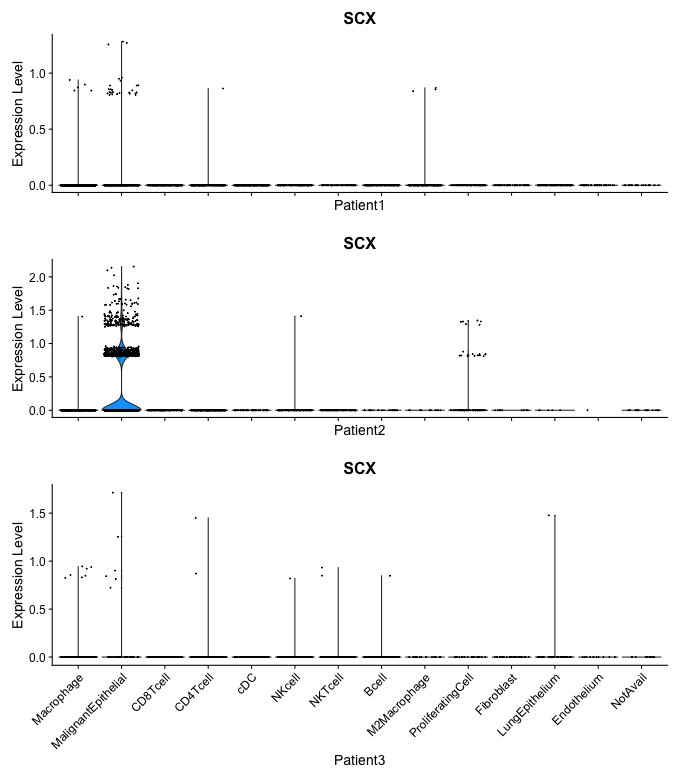 SCX
Expression Level
1.0
0.5
0.0
Patient1
SCX
Expression Level
2.0
1.5
1.0
0.5
0.0
Patient2
SCX
Expression Level
1.5
1.0
0.5
0.0
Macrophage
MalignantEpithelial
CD8Tcell
CD4Tcell
cDC
NKcell
NKTcell
Bcell
M2Macrophage
ProliferatingCell
Fibroblast
LungEpithelium
Endothelium
NotAvail
Patient3